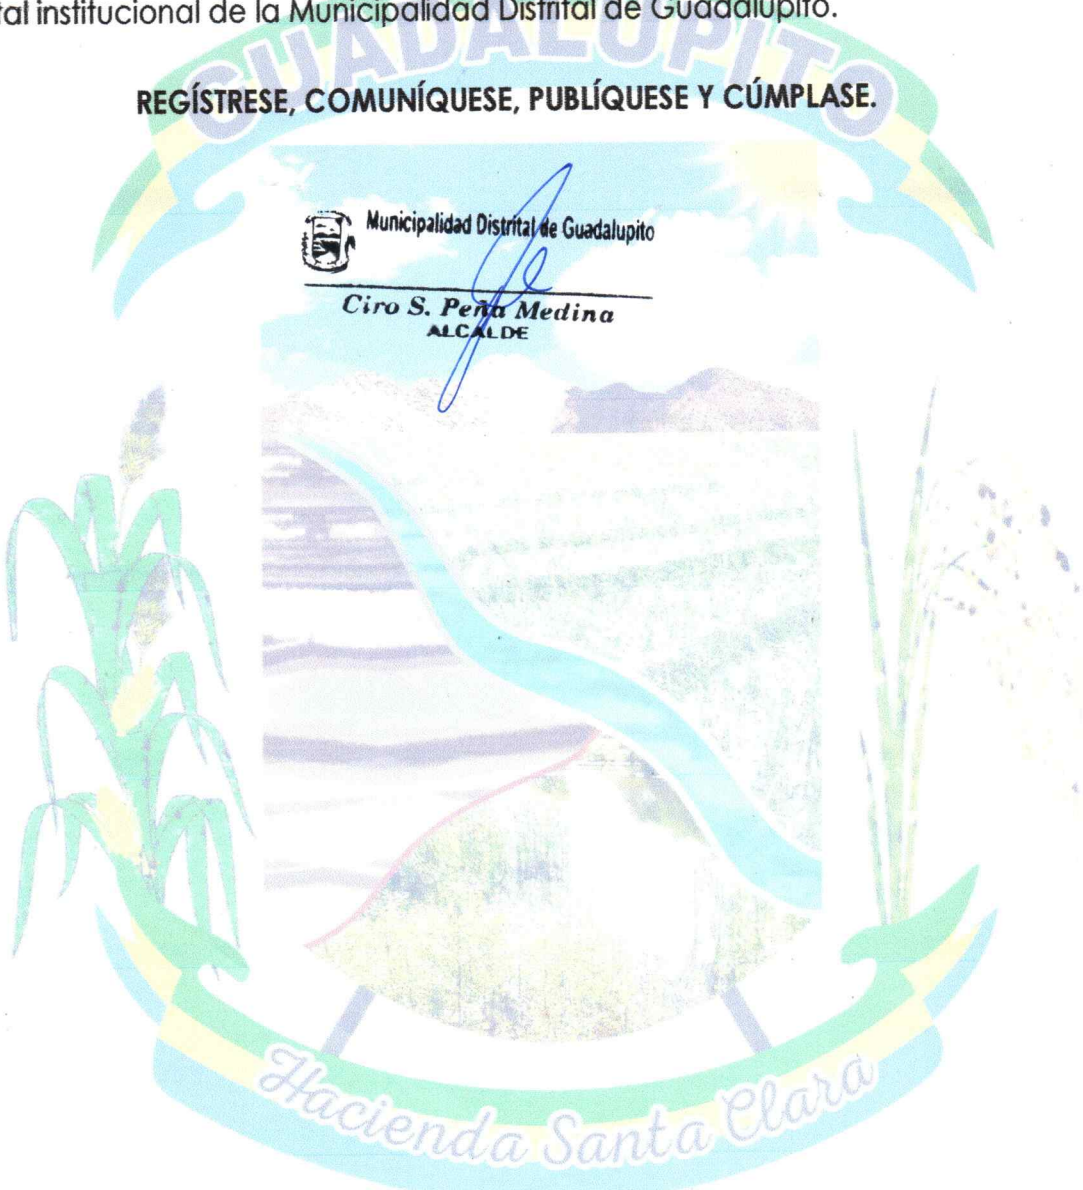 tal institucional de la Municipalidad Distrital de Guadalupito.
GUADALUPITO
REGÍSTRESE, COMUNÍQUESE, PUBLÍQUESE Y CÚMPLASE.
Municipalidad Distrital de Guadalupito
Ciro S. Peña Medina
ALCALDE
Hacienda Santa Clara